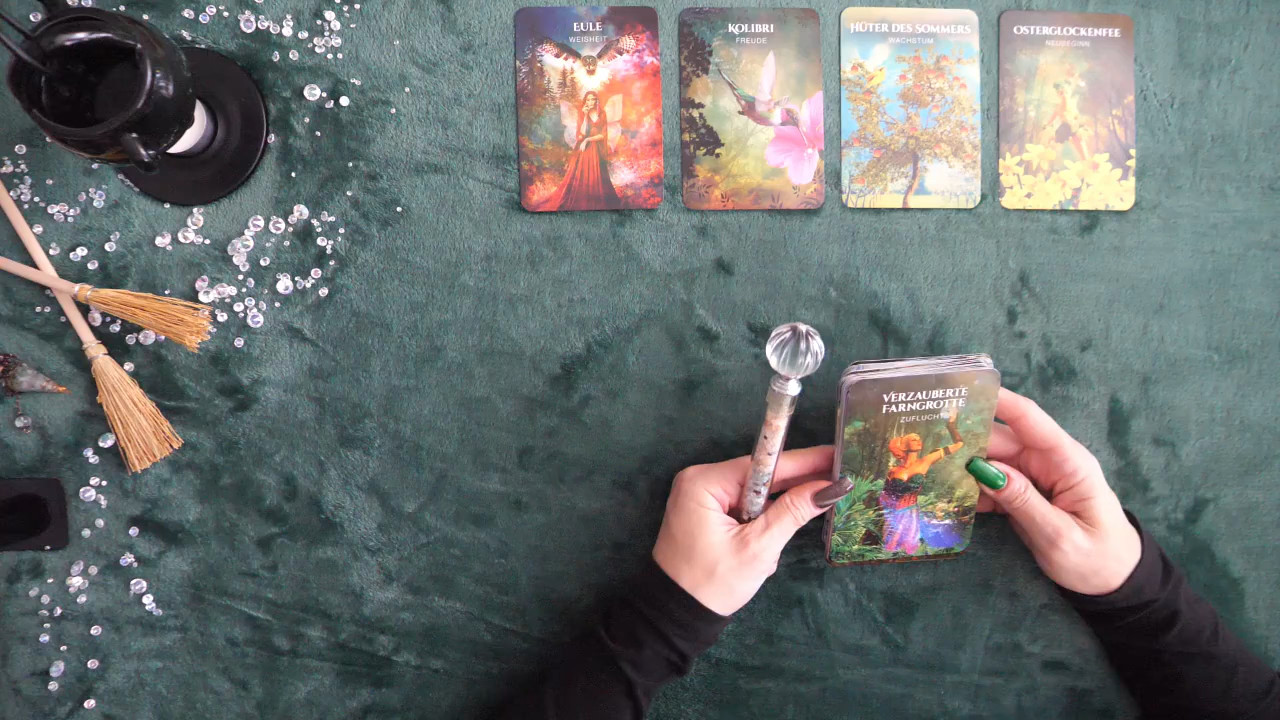 EULE
WEISHEIT
KOLIBRI
FREUDE
HÜTER DES SOMMERS
WACHSTUM
OSTERGLOCKENFEE
NEUBEGINN
VERZAUBERTE
FARNGROTTE
ZUFLUCHT